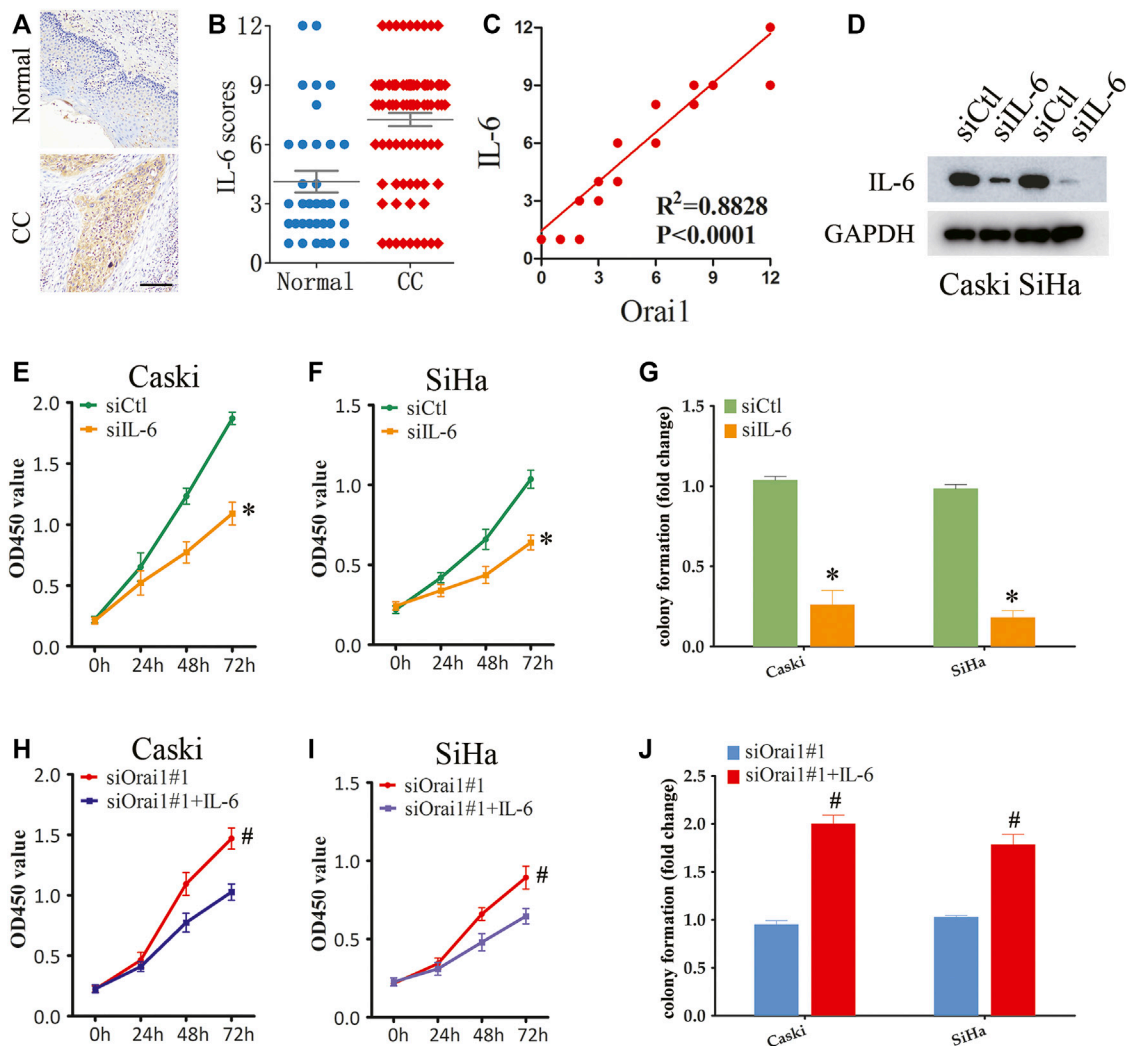 A
Normal
CC
B
IL-6 scores
12
9
6
3
0
Normal
CC
C
IL-6
12
9
6
3
0
R²=0.8828
P<0.0001
0
3
6
9
12
Orai1
D
siCtl
siIL-6
siCtl
siIL-6
IL-6
GAPDH
Caski SiHa
E
Caski
siCtl
siIL-6
OD450 value
2.0
1.5
1.0
0.5
0.0
*
0h
24h
48h
72h
F
SiHa
siCtl
siIL-6
OD450 value
1.5
1.0
0.5
0.0
*
0h
24h
48h
72h
G
siCtl
siIL-6
colony formation (fold change)
1.5
1.0
0.5
0.0
*
*
Caski
SiHa
H
Caski
siOrai1#1
siOrai1#1+IL-6
OD450 value
2.0
1.5
1.0
0.5
0.0
#
0h
24h
48h
72h
I
SiHa
siOrai1#1
siOrai1#1+IL-6
OD450 value
1.5
1.0
0.5
0.0
#
0h
24h
48h
72h
J
siOrai1#1
siOrai1#1+IL-6
colony formation (fold change)
2.5
2.0
1.5
1.0
0.5
0.0
#
#
Caski
SiHa